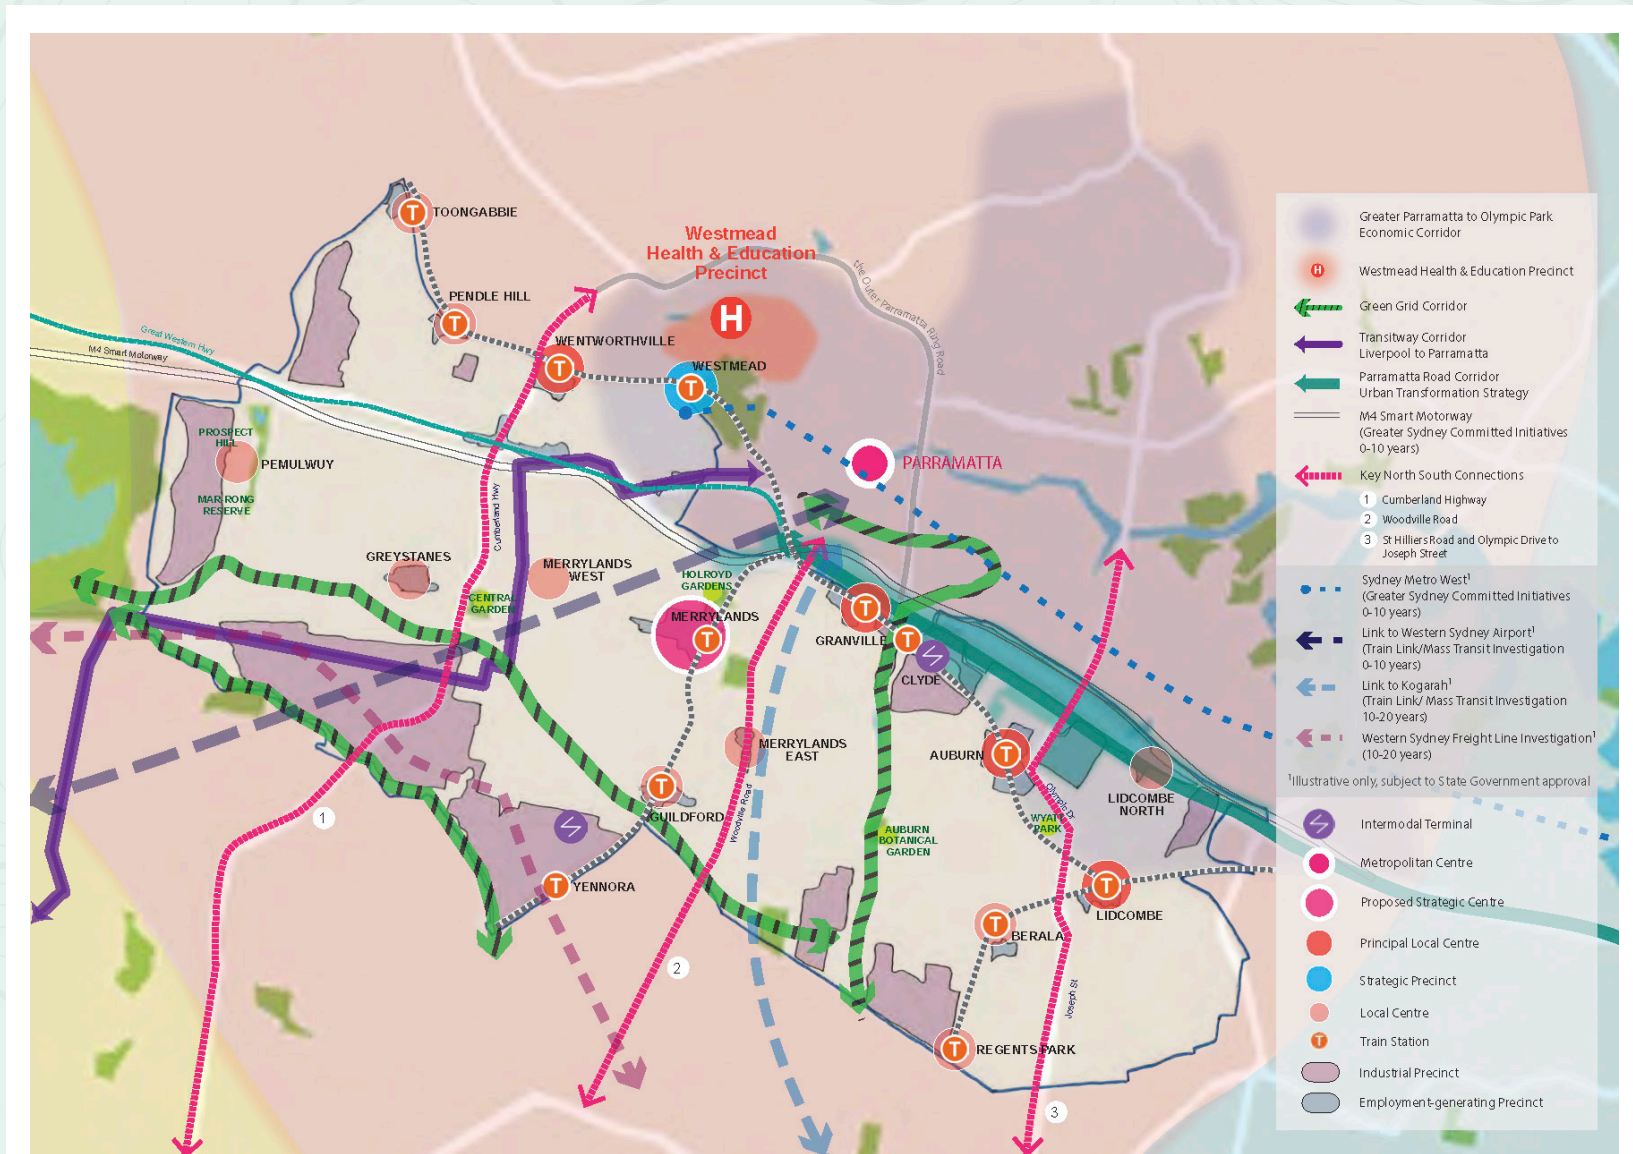 TOONGABBIE
Westmead
Health & Education
Precinct
PENDLE HILL
the Outer Parramatta Ring Road
Great Western Hwy
M4 Smart Motorway
WENTWORTHVILLE
H
WESTMEAD
PROSPECT
HILL
PEMULWUY
PARRAMATTA
MAR-RONG
RESERVE
Cumberland Hwy
GREYSTANES
MERRYLANDS
WEST
HOLROYD
GARDENS
CENTRAL
GARDEN
MERRYLANDS
GRANVILLE
CLYDE
MERRYLANDS
EAST
AUBURN
LIDCOMBE
NORTH
Olympic Dr
Woodville Road
GUILDFORD
WYATT
PARK
AUBURN
BOTANICAL
GARDEN
1
YENNORA
LIDCOMBE
BERALA
2
Joseph St
REGENTS PARK
3
T
T
T
T
T
T
T
T
T
T
T
T
T
Greater Parramatta to Olympic Park
Economic Corridor
H
Westmead Health & Education Precinct
Green Grid Corridor
Transitway Corridor
Liverpool to Parramatta
Parramatta Road Corridor
Urban Transformation Strategy
M4 Smart Motorway
(Greater Sydney Committed Initiatives
0-10 years)
Key North South Connections
1 Cumberland Highway
2 Woodville Road
3 St Hilliers Road and Olympic Drive to
Joseph Street
Sydney Metro West¹
(Greater Sydney Committed Initiatives
0-10 years)
Link to Western Sydney Airport¹
(Train Link/Mass Transit Investigation
0-10 years)
Link to Kogarah¹
(Train Link/ Mass Transit Investigation
10-20 years)
Western Sydney Freight Line Investigation¹
(10-20 years)
¹Illustrative only, subject to State Government approval
Intermodal Terminal
Metropolitan Centre
Proposed Strategic Centre
Principal Local Centre
Strategic Precinct
Local Centre
T
Train Station
Industrial Precinct
Employment-generating Precinct